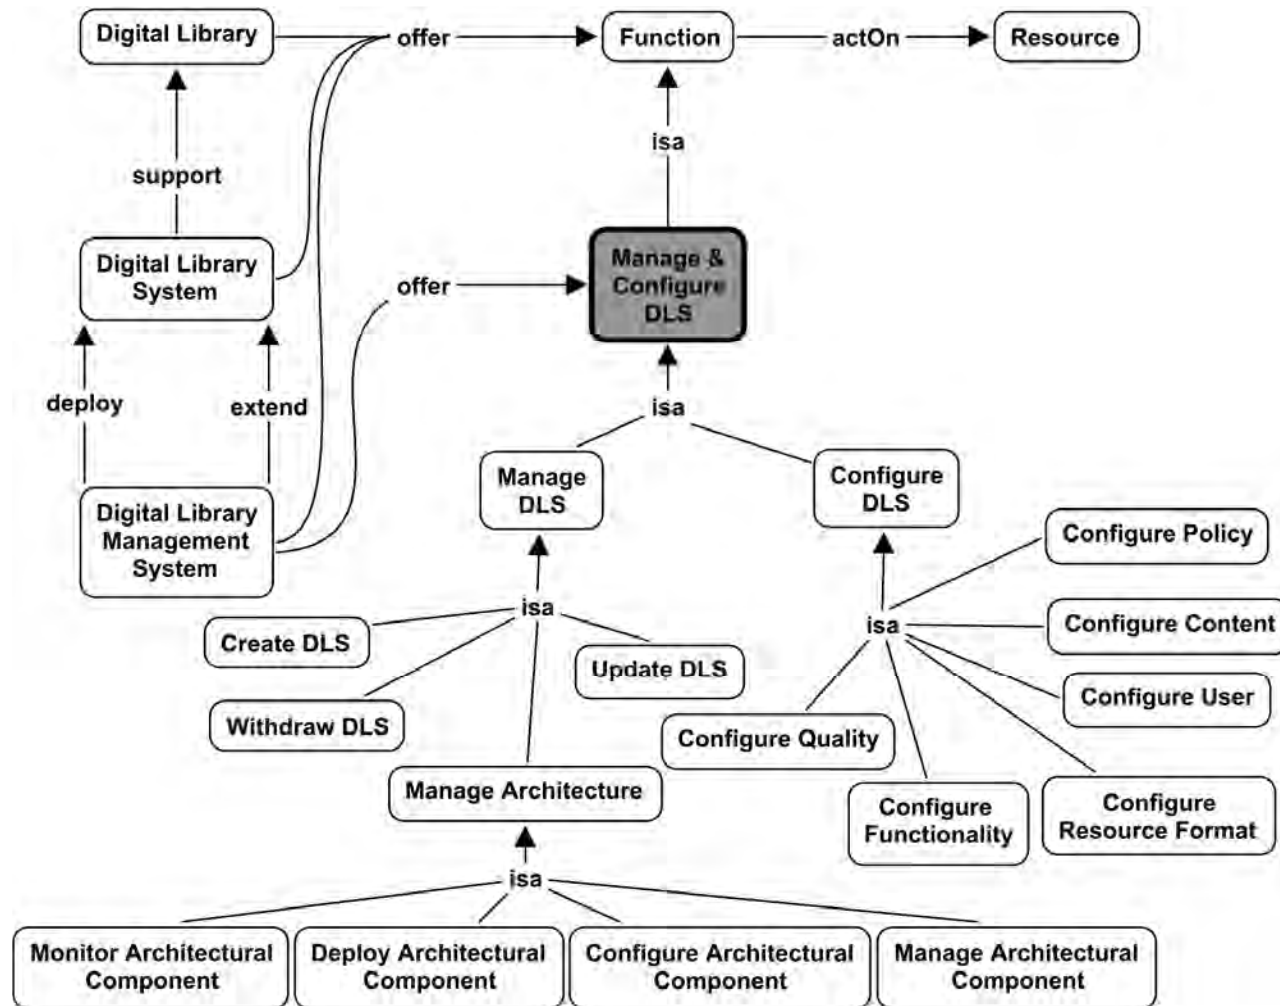 Digital Library
offer
Function
actOn
Resource
isa
support
Digital Library
System
offer
Manage &
Configure
DLS
deploy
extend
isa
Manage
DLS
Configure
DLS
Digital Library
Management
System
Configure Policy
isa
Create DLS
Update DLS
Withdraw DLS
isa
Configure Content
Configure User
Configure Quality
Manage Architecture
Configure
Functionality
Configure
Resource Format
isa
Monitor Architectural
Component
Deploy Architectural
Component
Configure Architectural
Component
Manage Architectural
Component